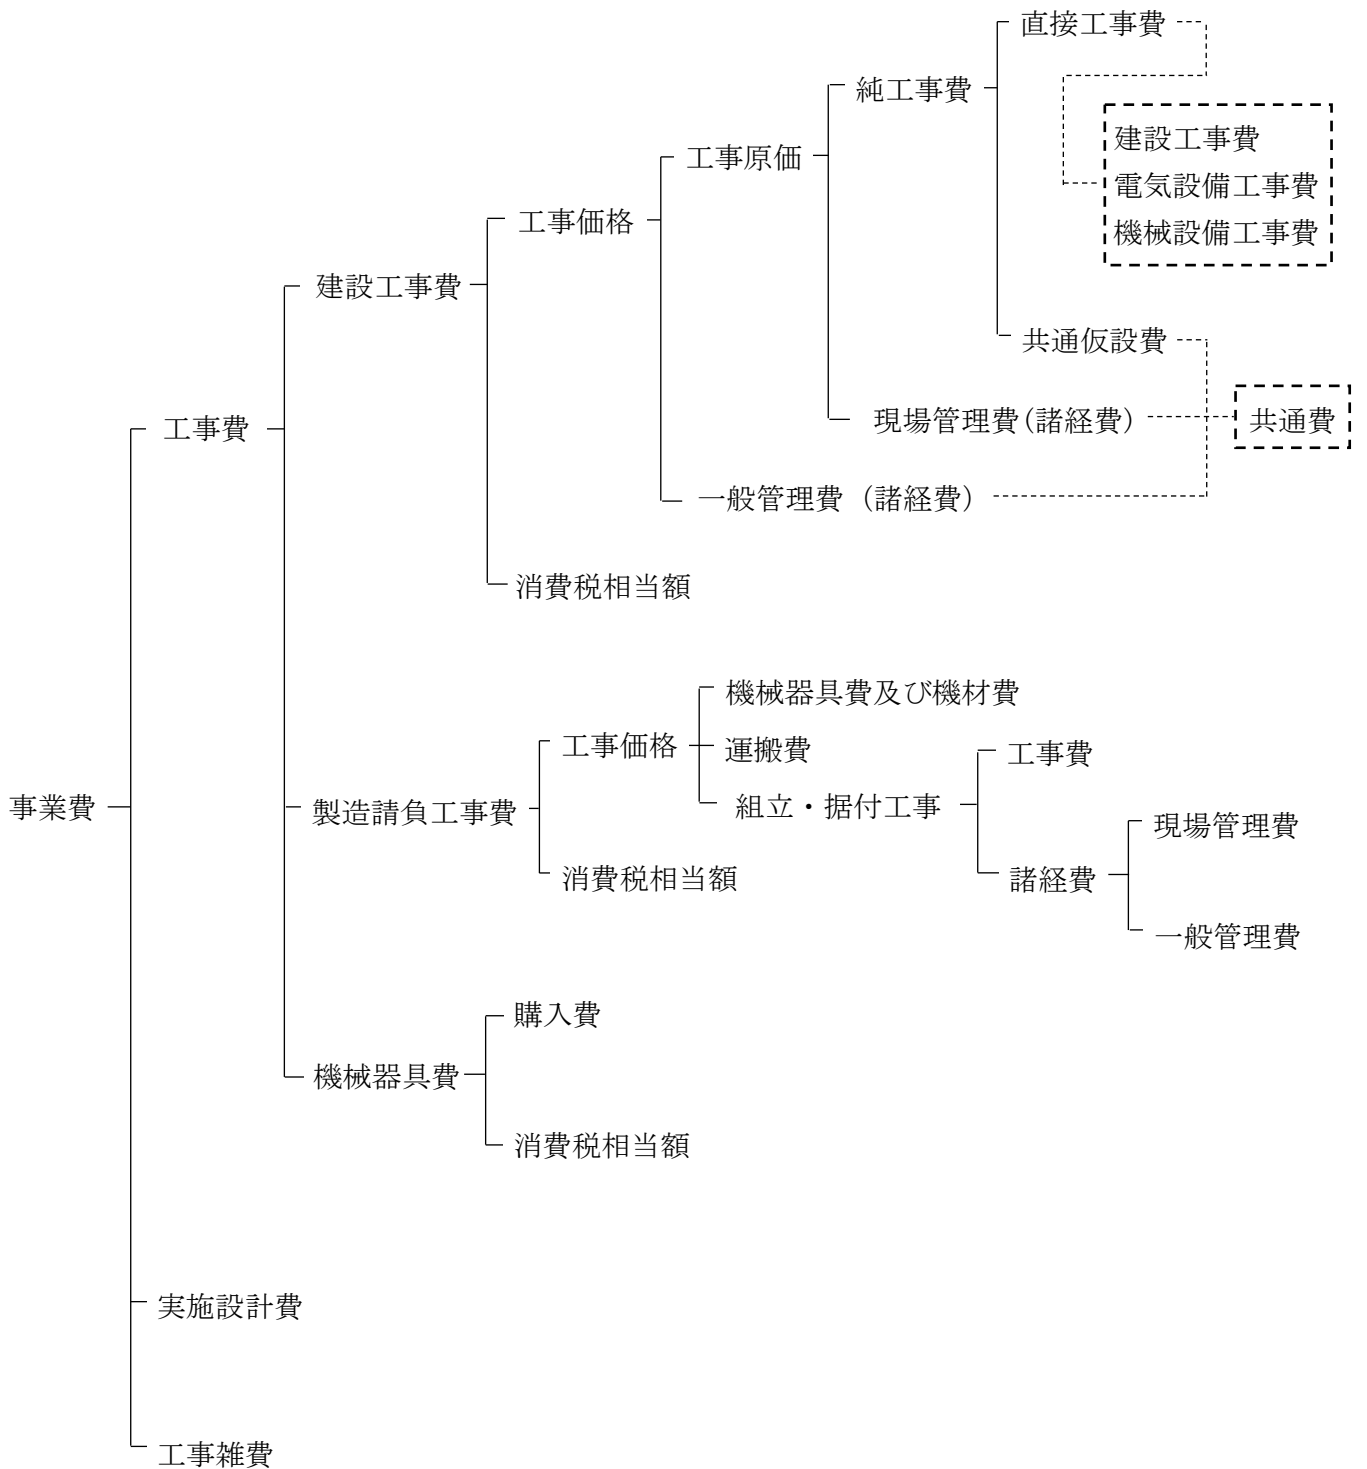 直接工事費
純工事費
建設工事費
工事原価
電気設備工事費
工事価格
機械設備工事費
建設工事費
共通仮設費
工事費
現場管理費(諸経費)
共通費
一般管理費（諸経費）
消費税相当額
機械器具費及び機材費
工事価格
運搬費
工事費
事業費
製造請負工事費
組立・据付工事
現場管理費
消費税相当額
諸経費
一般管理費
購入費
機械器具費
消費税相当額
実施設計費
工事雑費